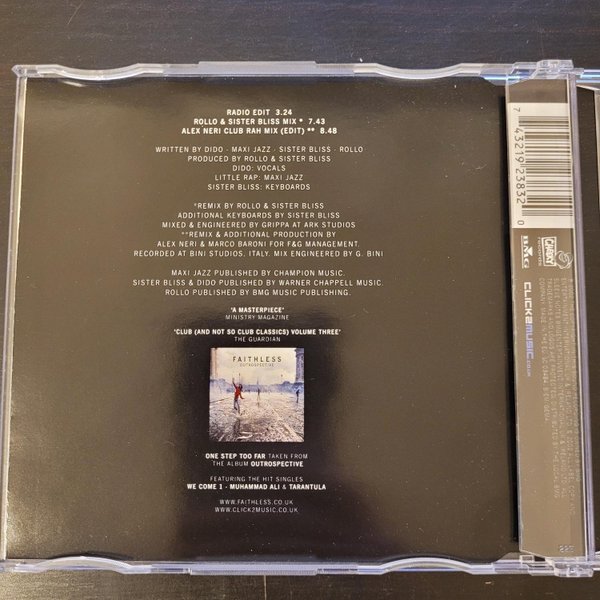 RADIO EDIT 3.24
ROLLO & SISTER BLISS MIX * 7.43
ALEX NERI CLUB RAH MIX (EDIT) ** 8.48
WRITTEN BY DIDO · MAXI JAZZ · SISTER BLISS · ROLLO
PRODUCED BY ROLLO & SISTER BLISS
DIDO: VOCALS
LITTLE RAP: MAXI JAZZ
SISTER BLISS: KEYBOARDS
*REMIX BY ROLLO & SISTER BLISS
ADDITIONAL KEYBOARDS BY SISTER BLISS
MIXED & ENGINEERED BY GRIPPA AT ARK STUDIOS
**REMIX & ADDITIONAL PRODUCTION BY
ALEX NERI & MARCO BARONI FOR F&G MANAGEMENT.
RECORDED AT BINI STUDIOS. ITALY. MIX ENGINEERED BY G. BINI
MAXI JAZZ PUBLISHED BY CHAMPION MUSIC.
SISTER BLISS & DIDO PUBLISHED BY WARNER CHAPPELL MUSIC.
ROLLO PUBLISHED BY BMG MUSIC PUBLISHING.
'A MASTERPIECE'
MINISTRY MAGAZINE
'CLUB (AND NOT SO CLUB CLASSICS) VOLUME THREE'
THE GUARDIAN
FAITHLESS
OUTROSPECTIVE
ONE STEP TOO FAR TAKEN FROM
THE ALBUM OUTROSPECTIVE
FEATURING THE HIT SINGLES
WE COME 1 · MUHAMMAD ALI & TARANTULA
WWW.FAITHLESS.CO.UK
WWW.CLICK2MUSIC.CO.UK
7 43219 23832 0
BMG
CHEEKY
RECORDS
CLICK2MUSIC.co.uk